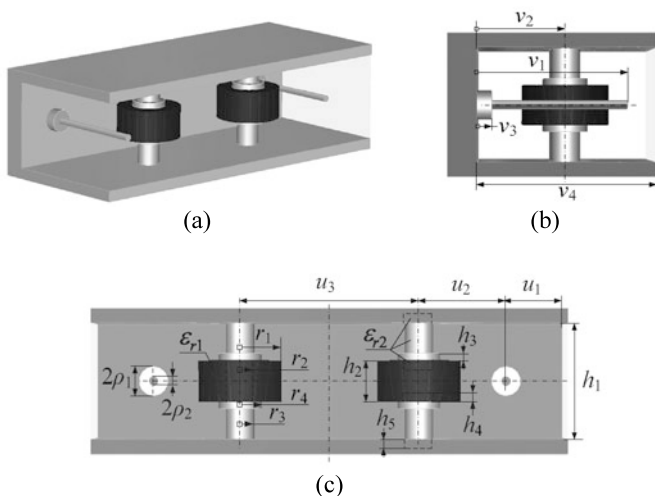 v₂
v₁
v₃
v₄
(a)
(b)
u₃
u₂
u₁
εr1
r₁
εr2
h₃
2ρ₁
r₂
h₂
h₁
2ρ₂
r₄
r₃
h₅
h₄
(c)